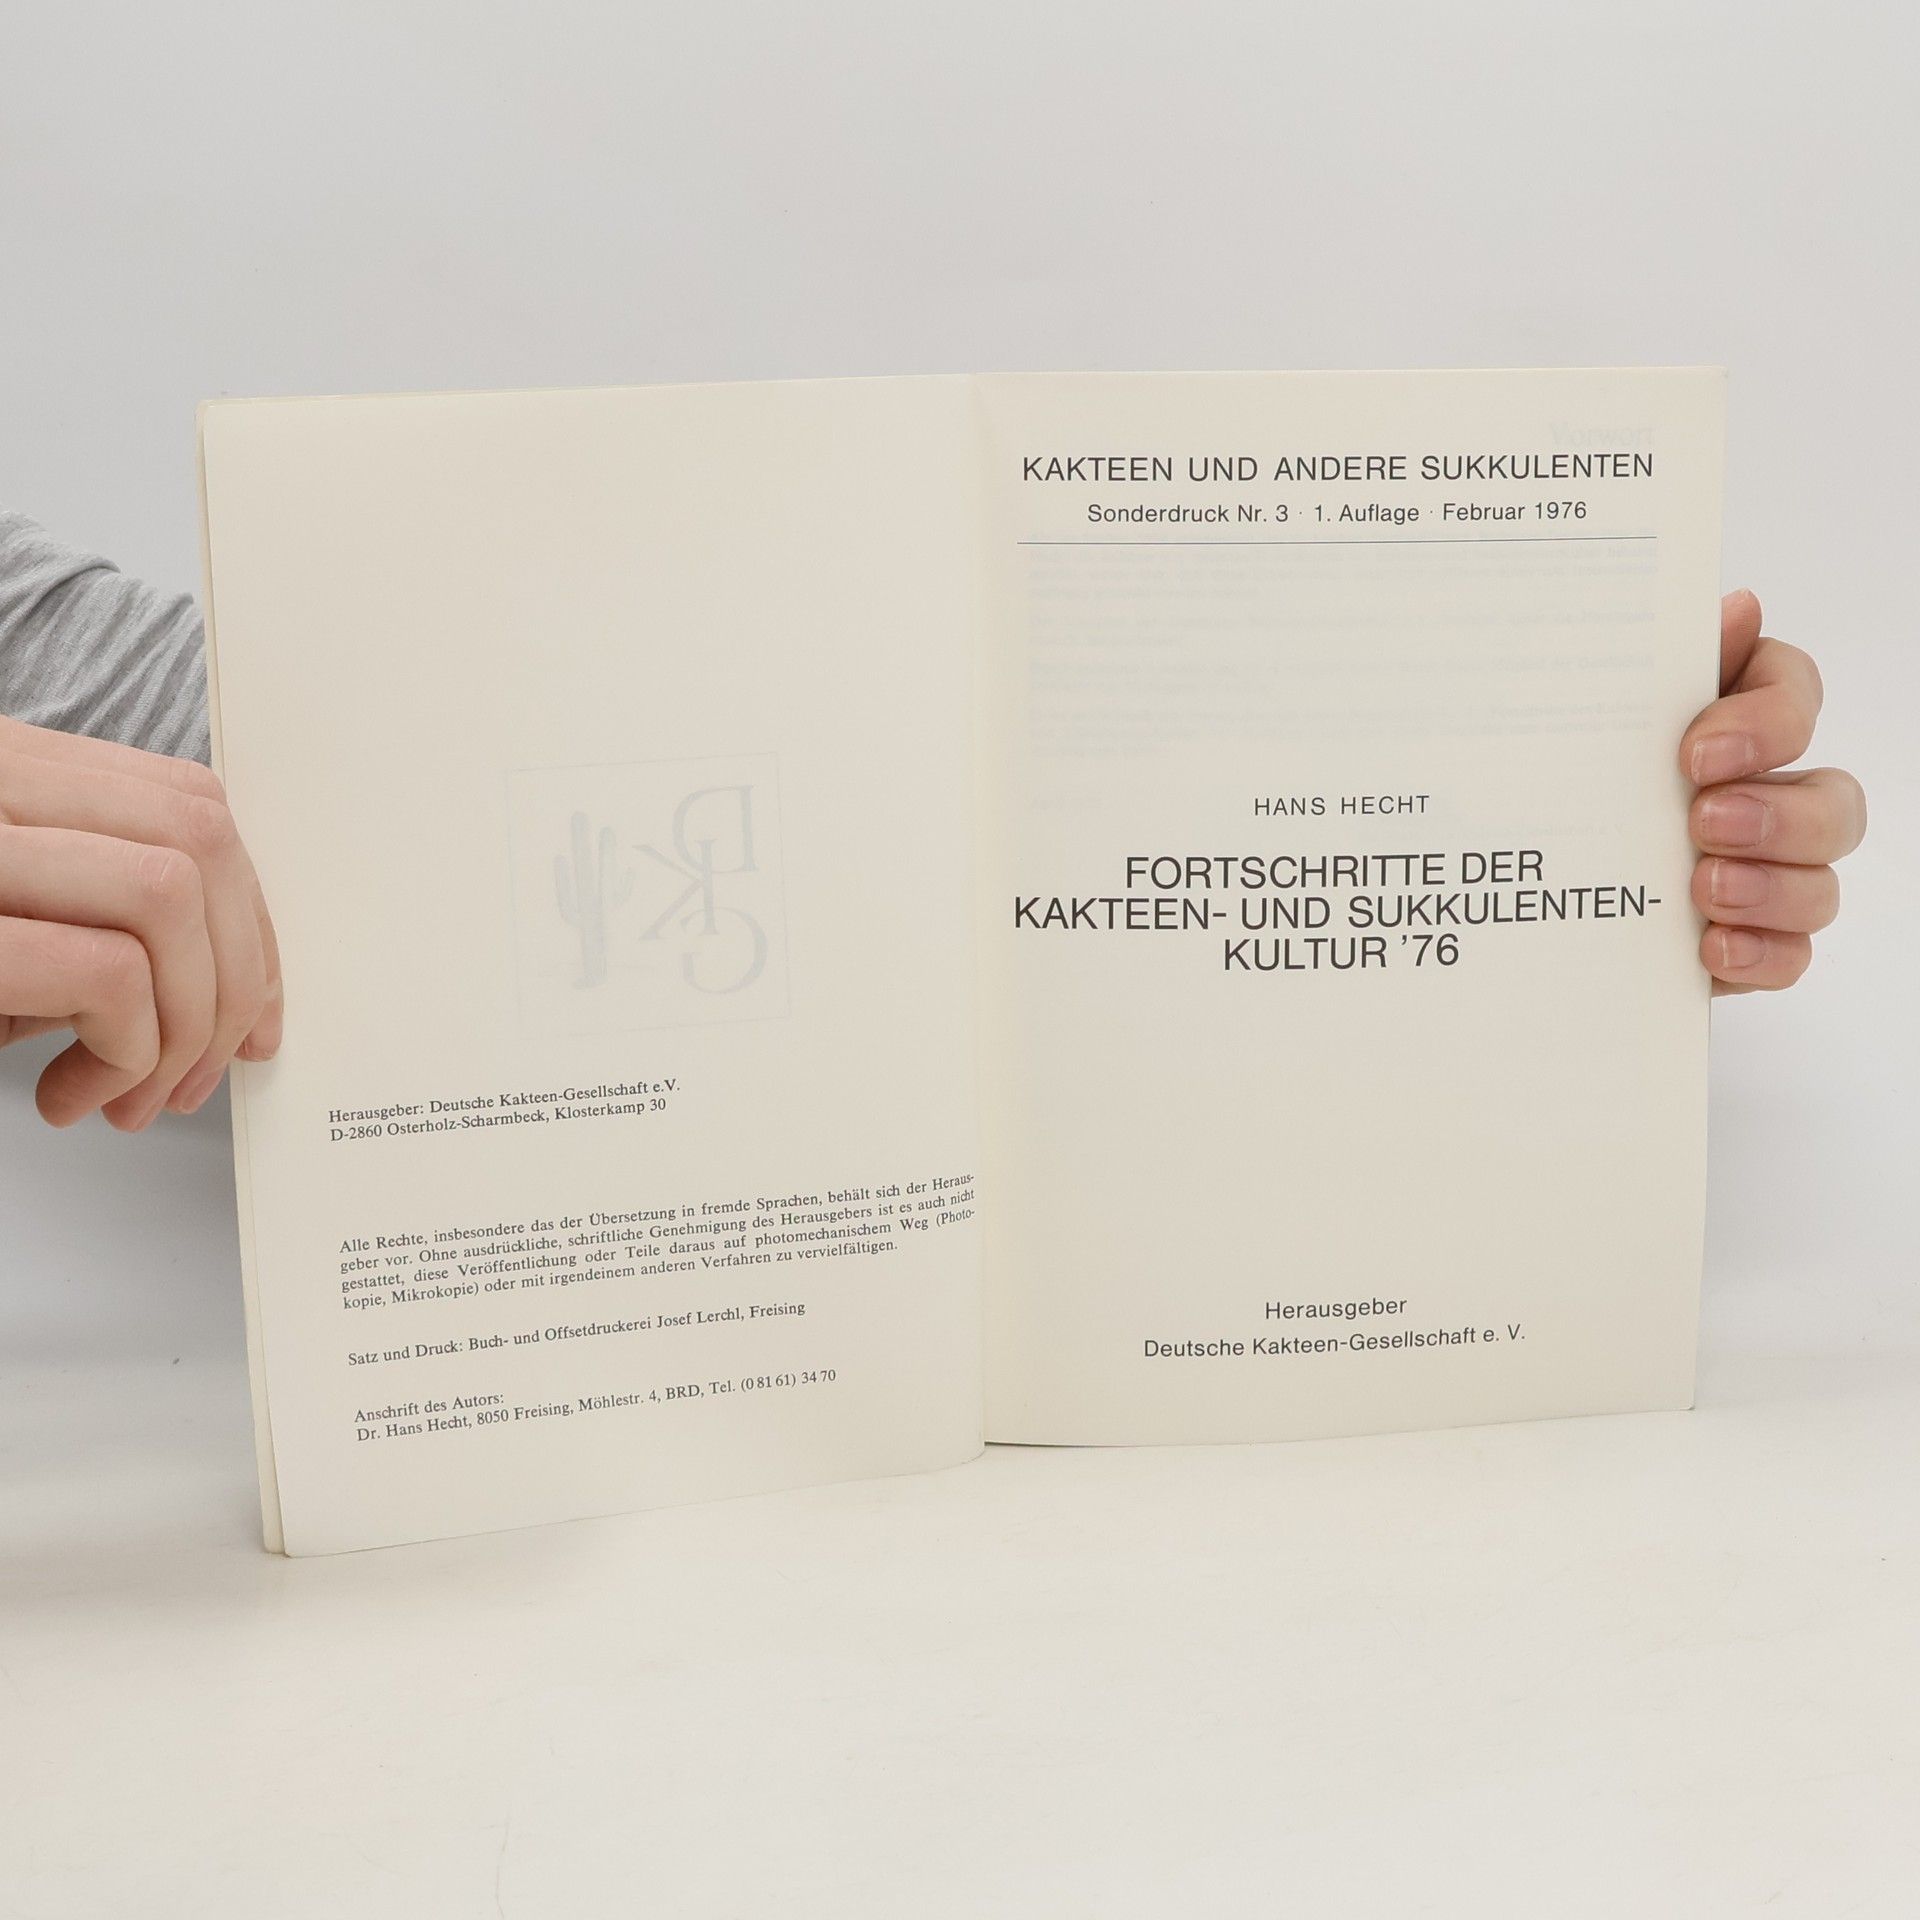 Herausgeber: Deutsche Kakteen-Gesellschaft e.V.
D-2860 Osterholz-Scharmbeck, Klosterkamp 30
Alle Rechte, insbesondere das der Übersetzung in fremde Sprachen, behält sich der Heraus-
geber vor. Ohne ausdrückliche, schriftliche Genehmigung des Herausgebers ist es auch nicht
gestattet, diese Veröffentlichung oder Teile daraus auf photomechanischem Weg (Photo-
kopie, Mikrokopie) oder mit irgendeinem anderen Verfahren zu vervielfältigen.
Satz und Druck: Buch- und Offsetdruckerei Josef Lerchl, Freising
Anschrift des Autors:
Dr. Hans Hecht, 8050 Freising, Möhlestr. 4, BRD, Tel. (0 81 61) 34 70
DKG
Vorwort
KAKTEEN UND ANDERE SUKKULENTEN
Sonderdruck Nr. 3 · 1. Auflage · Februar 1976
HANS HECHT
FORTSCHRITTE DER
KAKTEEN- UND SUKKULENTEN-
KULTUR ’76
Herausgeber
Deutsche Kakteen-Gesellschaft e. V.